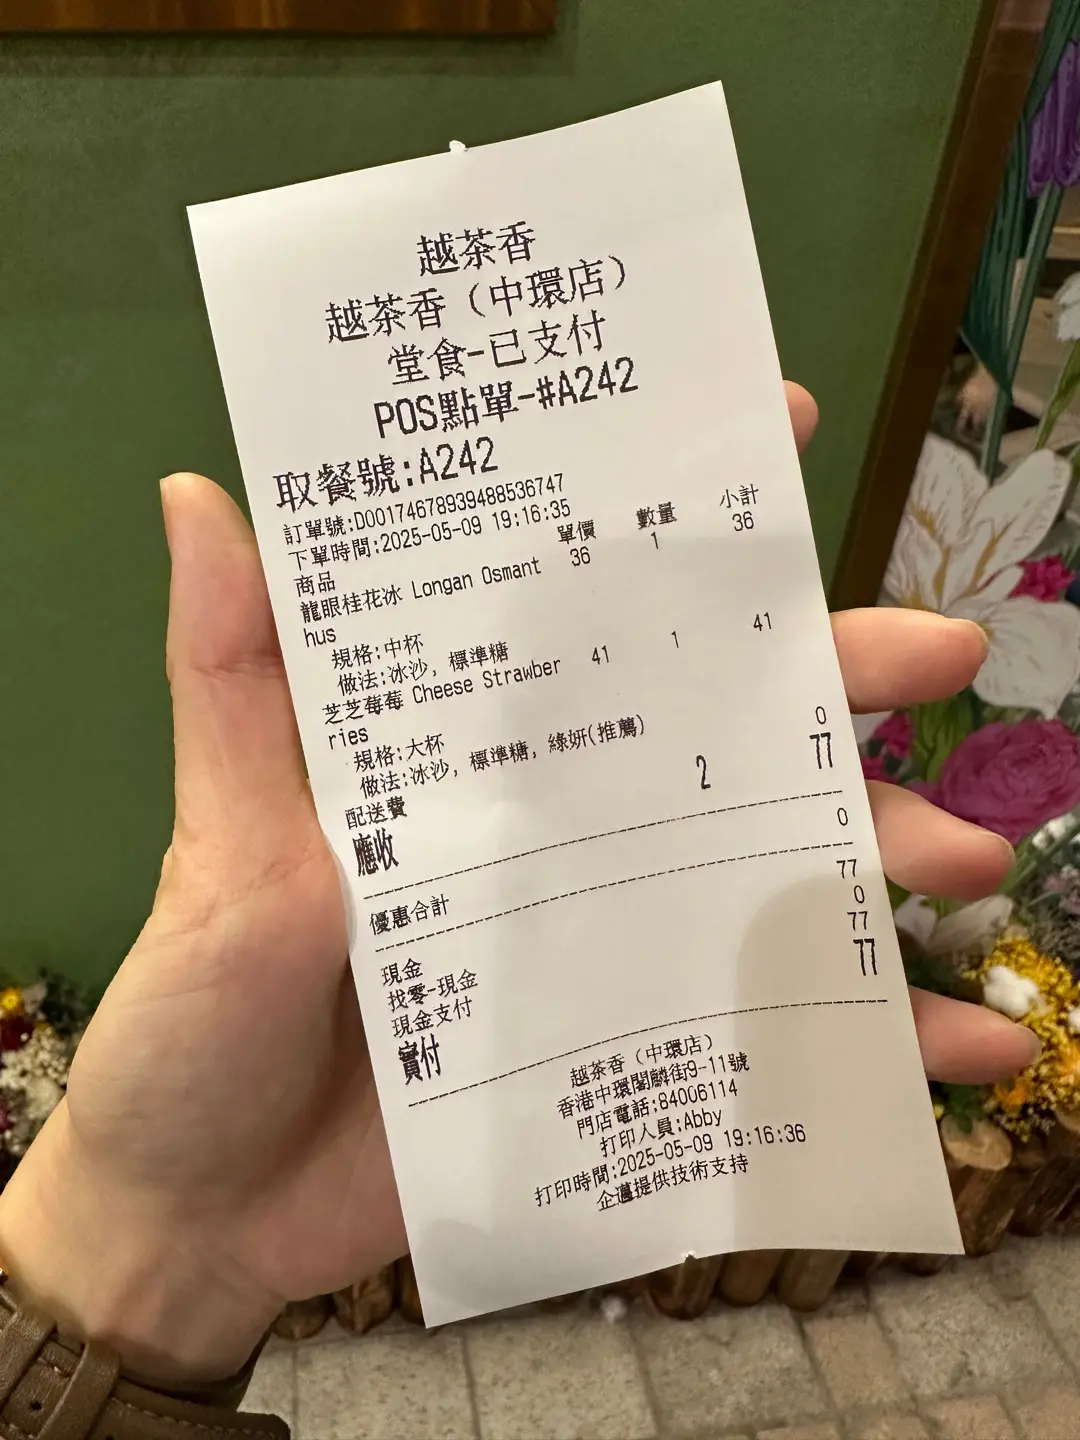 越茶香
越茶香（中環店）
堂食-已支付
POS點單-#A242
取餐號:A242
訂單號:D00174678939488536747
下單時間:2025-05-09 19:16:35
商品 單價 數量 小計
龍眼桂花冰 Longan Osmant 36 1 36
hus
規格:中杯
做法:冰沙, 標準糖
芝芝莓莓 Cheese Strawber 41 1 41
ries
規格:大杯
做法:冰沙, 標準糖, 綠妍(推薦)
配送費 0
應收 2 77
優惠合計 0
現金 77
找零-現金 0
現金支付 77
實付 77
越茶香（中環店）
香港中環閣麟街9-11號
門店電話:84006114
打印人員:Abby
打印時間:2025-05-09 19:16:36
企邁提供技術支持